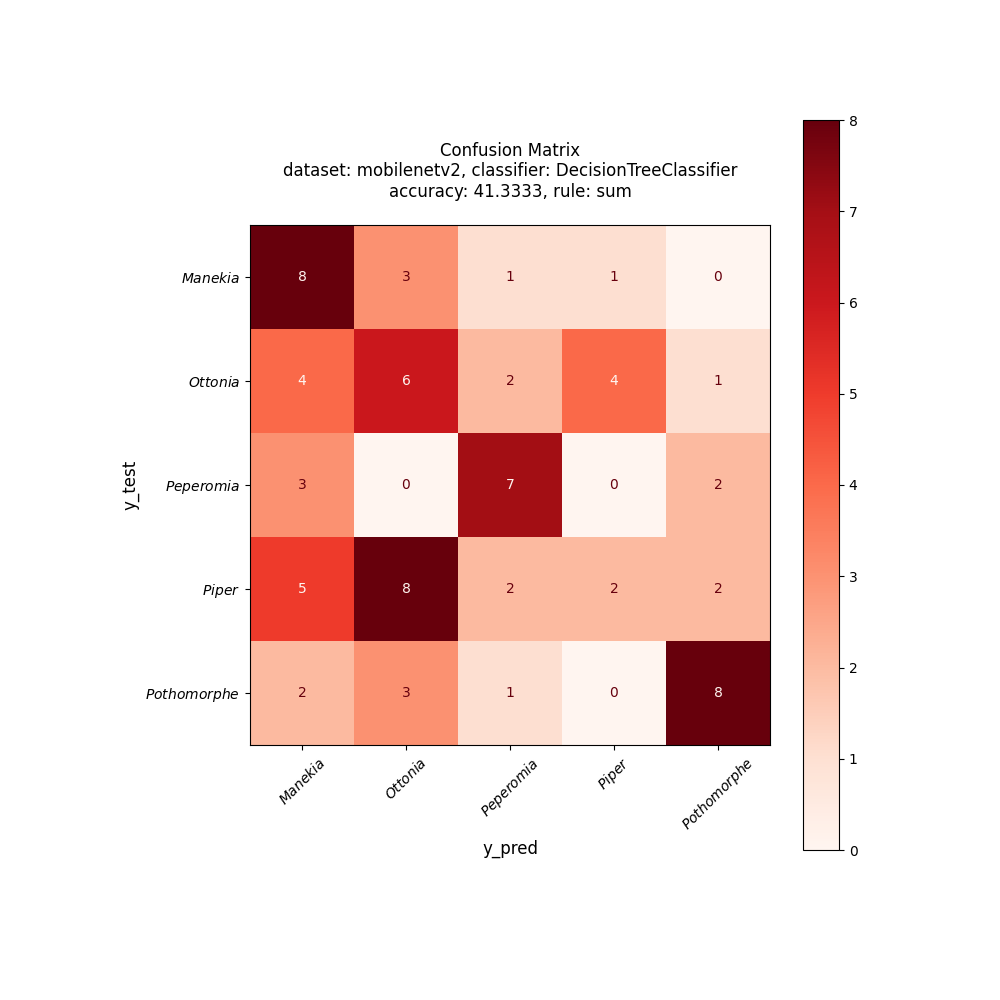 Confusion Matrix
dataset: mobilenetv2, classifier: DecisionTreeClassifier
accuracy: 41.3333, rule: sum
Manekia 8 3 1 1 0
Ottonia 4 6 2 4 1
Peperomia 3 0 7 0 2
Piper 5 8 2 2 2
Pothomorphe 2 3 1 0 8
Manekia Ottonia Peperomia Piper Pothomorphe
y_pred
y_test
8
7
6
5
4
3
2
1
0